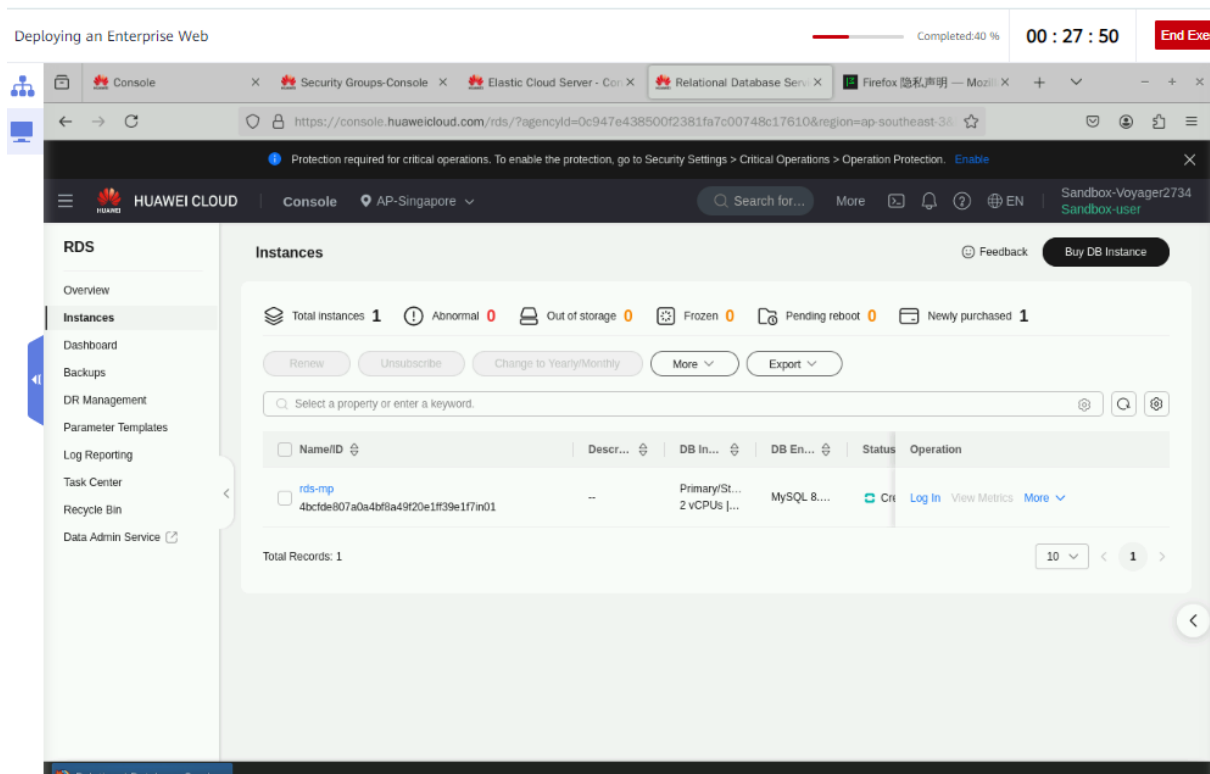 Deploying an Enterprise Web
Completed:40 %
00 : 27 : 50
End Exe
Console
Security Groups-Console
Elastic Cloud Server - Con
Relational Database Serv
Firefox 隐私声明 — Mozil
https://console.huaweicloud.com/rds/?agencyId=0c947e438500f2381fa7c00748c17610&region=ap-southeast-3&
Protection required for critical operations. To enable the protection, go to Security Settings > Critical Operations > Operation Protection. Enable
HUAWEI
HUAWEI CLOUD
Console
AP-Singapore
Search for...
More
EN
Sandbox-Voyager2734
Sandbox-user
RDS
Overview
Instances
Dashboard
Backups
DR Management
Parameter Templates
Log Reporting
Task Center
Recycle Bin
Data Admin Service
Instances
Feedback
Buy DB Instance
Total instances 1
Abnormal 0
Out of storage 0
Frozen 0
Pending reboot 0
Newly purchased 1
Renew
Unsubscribe
Change to Yearly/Monthly
More
Export
Select a property or enter a keyword.
Name/ID
Descr...
DB In...
DB En...
Status
Operation
rds-mp
4bcfde807a0a4bf8a49f20e1ff39e1f7in01
--
Primary/St...
2 vCPUs |...
MySQL 8....
Cre
Log In
View Metrics
More
Total Records: 1
10
1